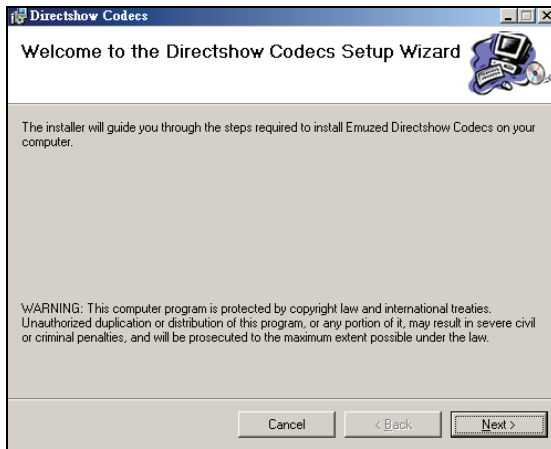 Directshow Codecs
Welcome to the Directshow Codecs Setup Wizard
The installer will guide you through the steps required to install Emuzed Directshow Codecs on your
computer.
WARNING: This computer program is protected by copyright law and international treaties.
Unauthorized duplication or distribution of this program, or any portion of it, may result in severe civil
or criminal penalties, and will be prosecuted to the maximum extent possible under the law.
Cancel
< Back
Next >